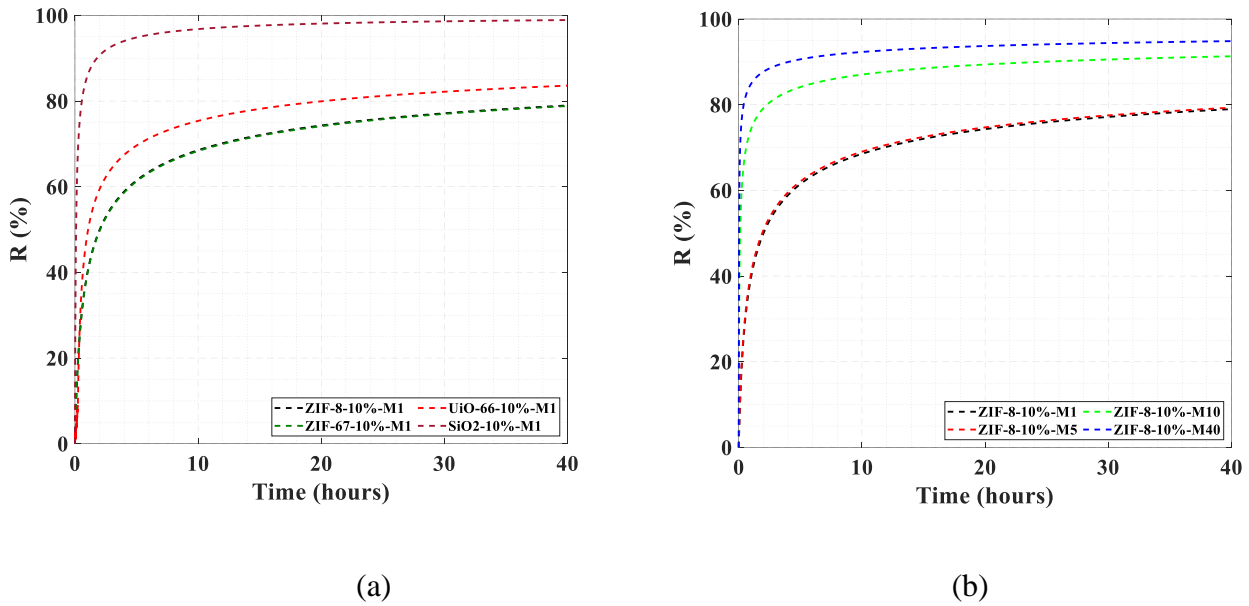 100
80
60
40
20
0
R (%)
ZIF-8-10%-M1 UiO-66-10%-M1
ZIF-67-10%-M1 SiO2-10%-M1
0 10 20 30 40
Time (hours)
(a)
100
80
60
40
20
0
R (%)
ZIF-8-10%-M1 ZIF-8-10%-M10
ZIF-8-10%-M5 ZIF-8-10%-M40
0 10 20 30 40
Time (hours)
(b)